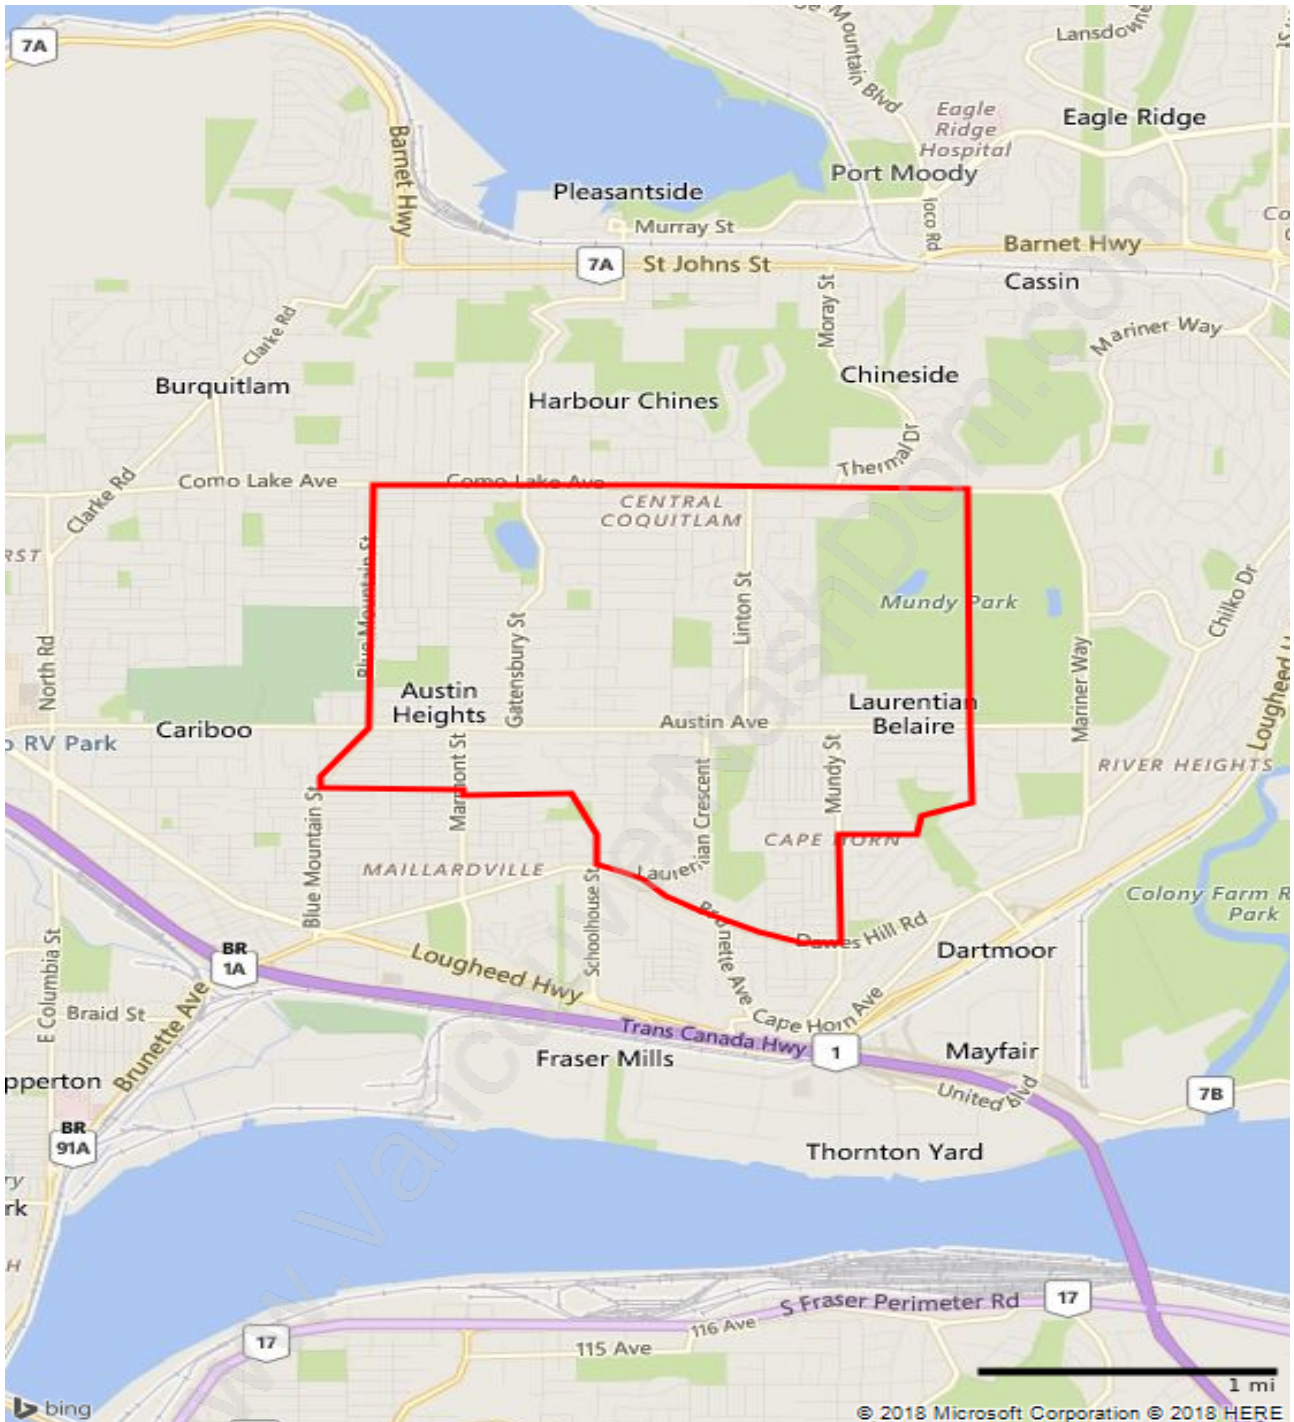 7A
Mountain Blvd
Lansdowne
Eagle
Ridge
Hospital
Eagle Ridge
Barnet Hwy
Port Moody
Pleasantside
Ioco Rd
Murray St
Barnet Hwy
7A
St Johns St
Cassin
Moray St
Clarke Rd
Mariner Way
Burquitlam
Chineside
Harbour Chines
Thermal Dr
Como Lake Ave
Como Lake Ave
Clarke Rd
CENTRAL
COQUITLAM
RST
Blue Mountain St
Linton St
Mundy Park
Chilko Dr
North Rd
Gatensbury St
Mariner Way
Lougheed H
Austin
Heights
Laurentian
Belaire
Cariboo
Austin Ave
o RV Park
Marmont St
Mundy St
RIVER HEIGHTS
Blue Mountain St
Laurentian Crescent
CAPE HORN
MAILLARDVILLE
Schoolhouse St
Colony Farm R
Park
Brunette Ave
Dawes Hill Rd
Dartmoor
E Columbia St
BR
1A
Lougheed Hwy
Braid St
Brunette Ave
Cape Horn Ave
Trans Canada Hwy
1
Mayfair
Fraser Mills
pperton
United Blvd
7B
BR
91A
Thornton Yard
ry
rk
H
17
S Fraser Perimeter Rd
17
116 Ave
115 Ave
1 mi
bing
© 2018 Microsoft Corporation © 2018 HERE
www.VancouverNashDom.com